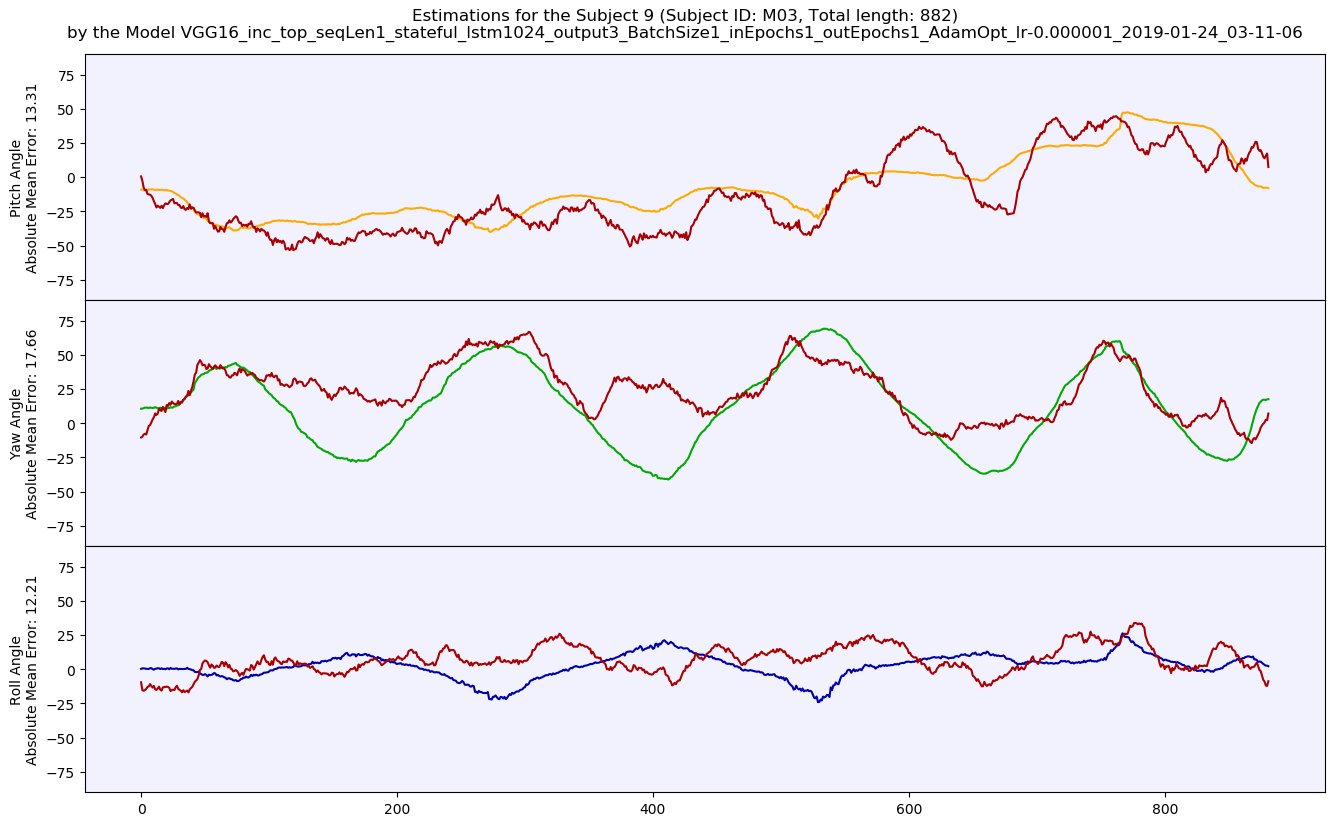 Estimations for the Subject 9 (Subject ID: M03, Total length: 882)
by the Model VGG16_inc_top_seqLen1_stateful_lstm1024_output3_BatchSize1_inEpochs1_outEpochs1_AdamOpt_lr-0.000001_2019-01-24_03-11-06
Pitch Angle
Absolute Mean Error: 13.31
75
50
25
0
−25
−50
−75
Yaw Angle
Absolute Mean Error: 17.66
75
50
25
0
−25
−50
−75
Roll Angle
Absolute Mean Error: 12.21
75
50
25
0
−25
−50
−75
0 200 400 600 800